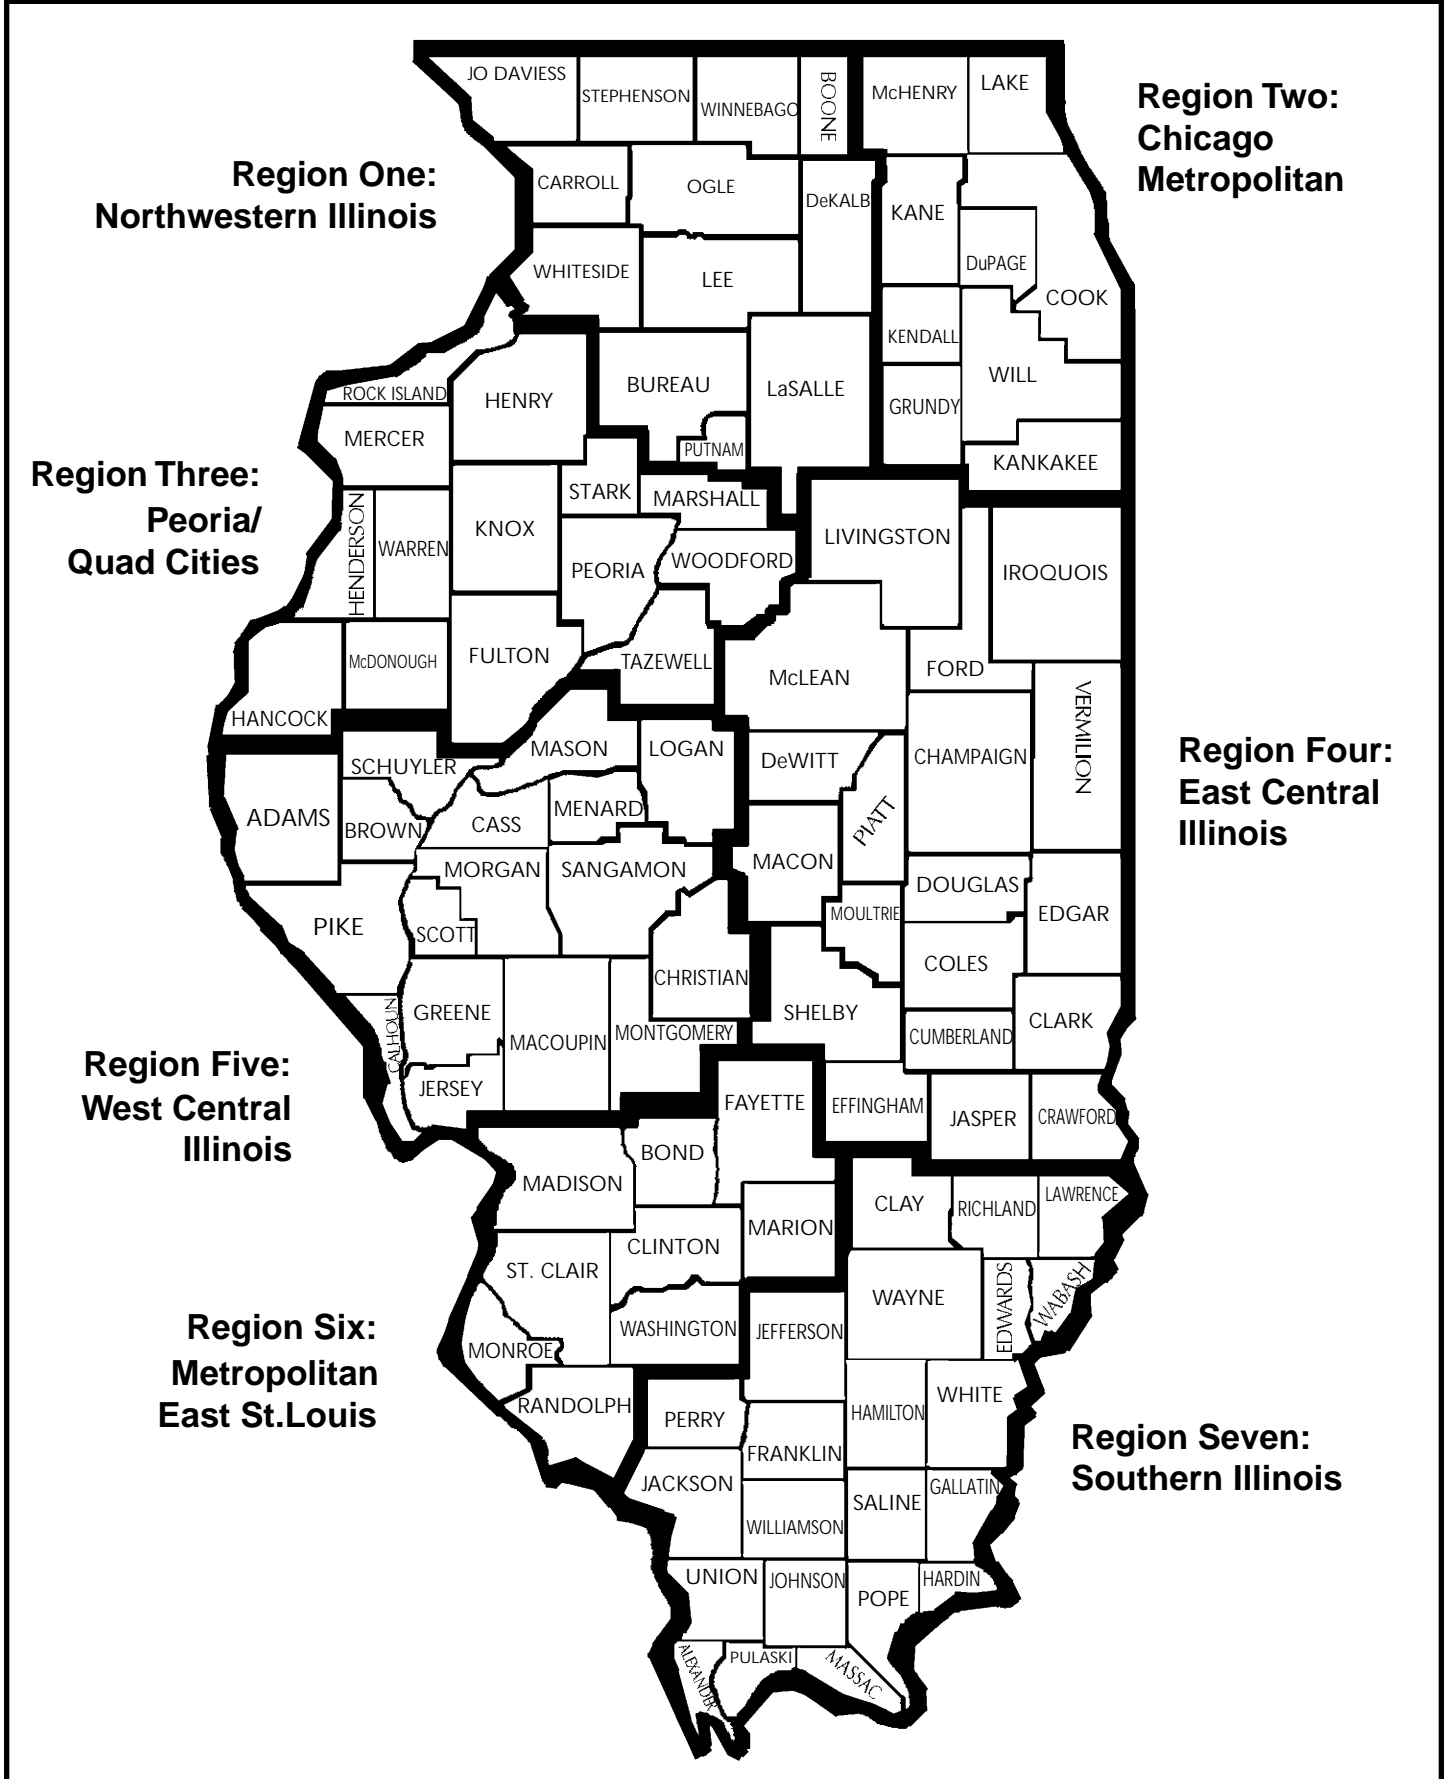 JO DAVIESS
STEPHENSON
WINNEBAGO
BOONE
McHENRY
LAKE
Region Two:
Chicago
Metropolitan
Region One:
Northwestern Illinois
CARROLL
OGLE
DeKALB
KANE
DuPAGE
COOK
WHITESIDE
LEE
KENDALL
WILL
GRUNDY
KANKAKEE
ROCK ISLAND
HENRY
BUREAU
LaSALLE
PUTNAM
MERCER
Region Three:
Peoria/
Quad Cities
HENDERSON
WARREN
KNOX
STARK
MARSHALL
PEORIA
WOODFORD
LIVINGSTON
IROQUOIS
HANCOCK
McDONOUGH
FULTON
TAZEWELL
McLEAN
FORD
VERMILION
Region Four:
East Central
Illinois
SCHUYLER
MASON
LOGAN
DeWITT
CHAMPAIGN
PIATT
ADAMS
BROWN
CASS
MENARD
MACON
MORGAN
SANGAMON
DOUGLAS
EDGAR
PIKE
SCOTT
MOULTRIE
COLES
CHRISTIAN
SHELBY
CLARK
CUMBERLAND
CALHOUN
GREENE
MACOUPIN
MONTGOMERY
JERSEY
Region Five:
West Central
Illinois
FAYETTE
EFFINGHAM
JASPER
CRAWFORD
BOND
MADISON
CLINTON
MARION
CLAY
RICHLAND
LAWRENCE
ST. CLAIR
WASHINGTON
JEFFERSON
WAYNE
EDWARDS
WABASH
Region Six:
Metropolitan
East St.Louis
MONROE
RANDOLPH
PERRY
FRANKLIN
HAMILTON
WHITE
Region Seven:
Southern Illinois
JACKSON
WILLIAMSON
SALINE
GALLATIN
UNION
JOHNSON
POPE
HARDIN
ALEXANDER
PULASKI
MASSAC